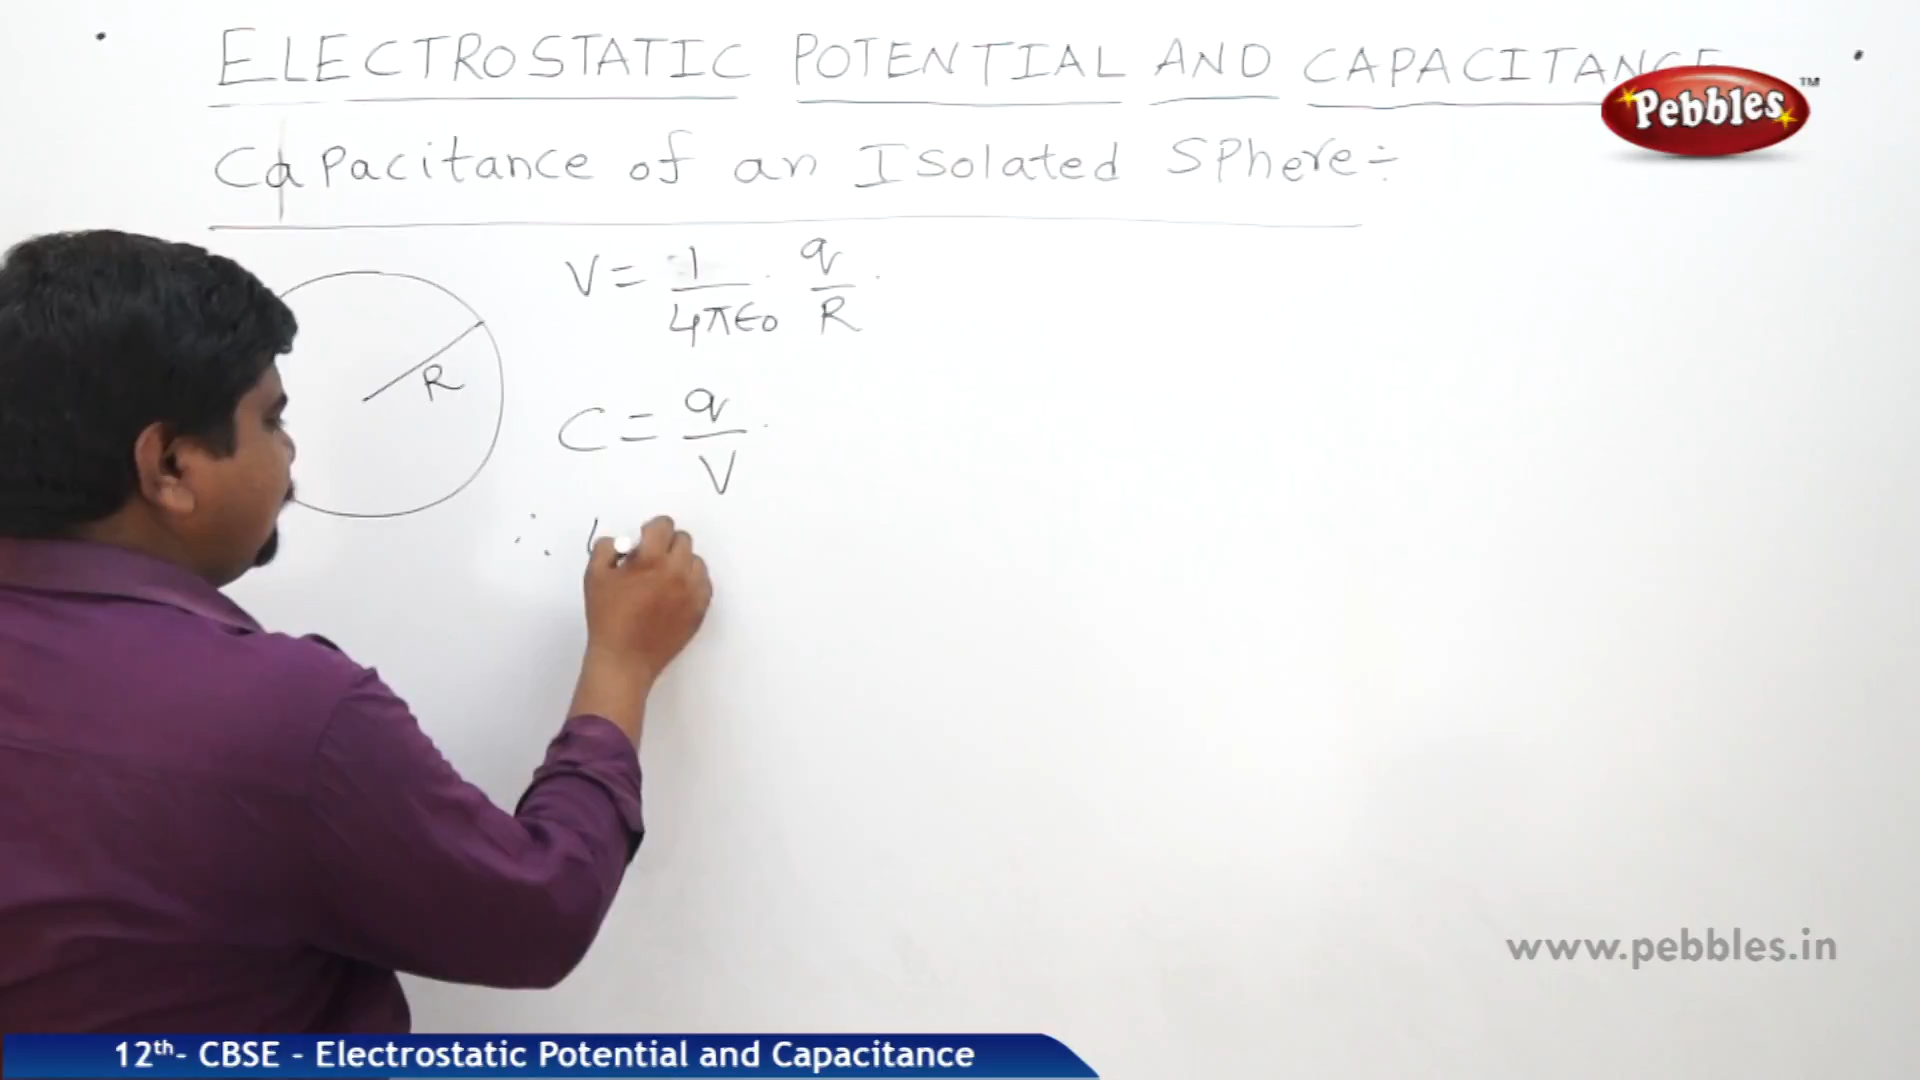 ELECTROSTATIC POTENTIAL AND CAPACITANCE
Pebbles™
Capacitance of an Isolated Sphere÷
V = 1/4πϵ0 · q/R
R
C = q/V
∴
www.pebbles.in
12th- CBSE - Electrostatic Potential and Capacitance